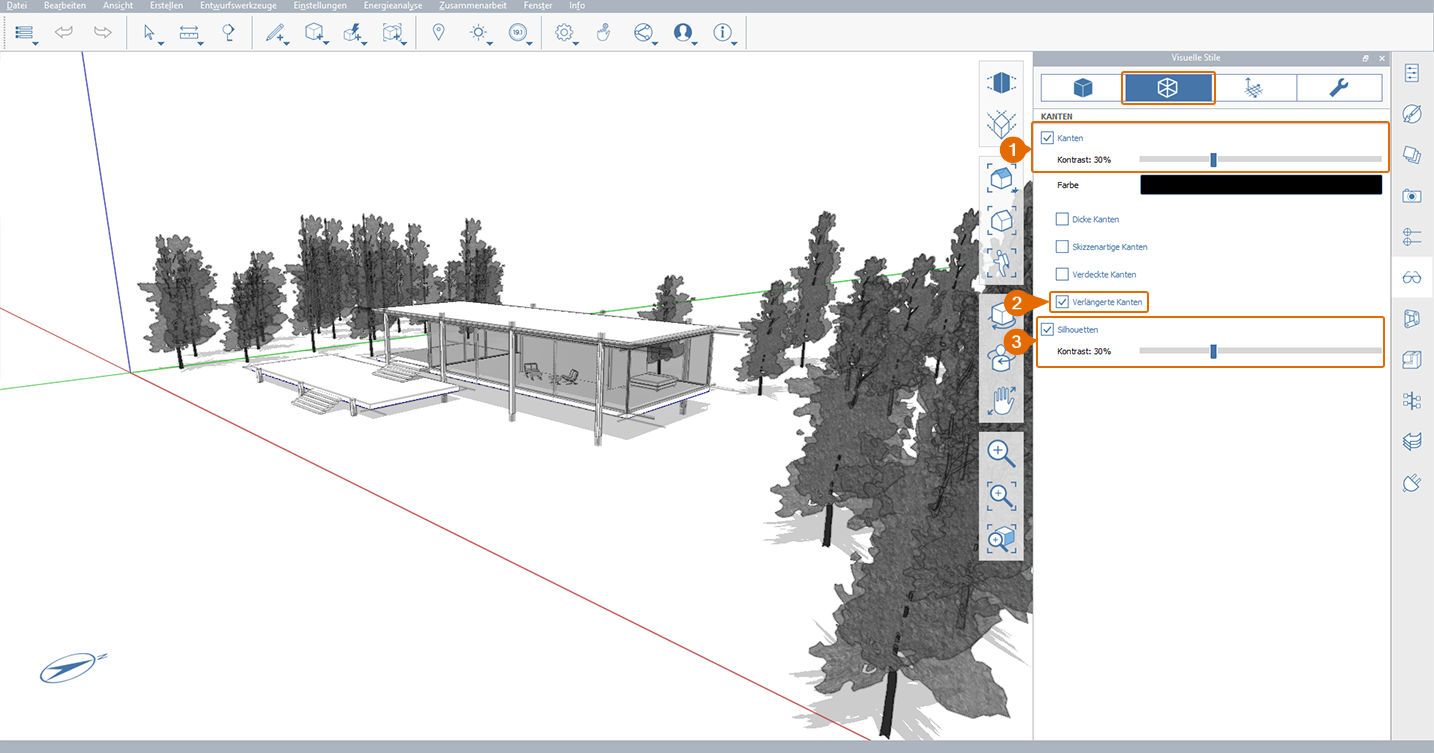 Datei Bearbeiten Ansicht Erstellen Entwurfswerkzeuge Einstellungen Energieanalyse Zusammenarbeit Fenster Info
19:1
Visuelle Stile
KANTEN
Kanten
1
Kontrast: 30%
Farbe
Dicke Kanten
Skizzenartige Kanten
Verdeckte Kanten
2
Verlängerte Kanten
Silhouetten
3
Kontrast: 30%
N